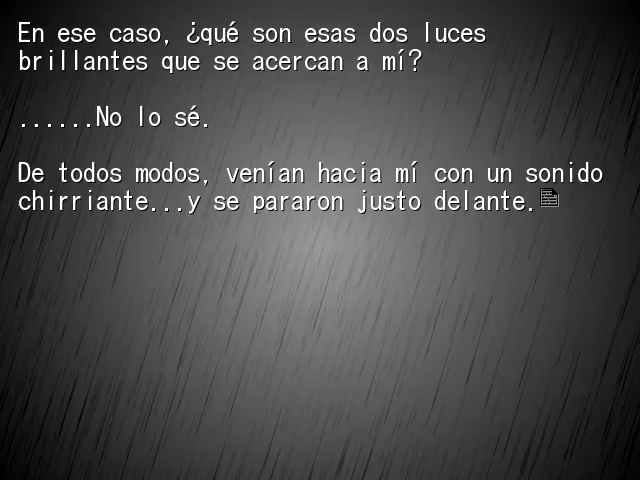 En ese caso, ¿qué son esas dos luces
brillantes que se acercan a mí?
......No lo sé.
De todos modos, venían hacia mí con un sonido
chirriante...y se pararon justo delante.